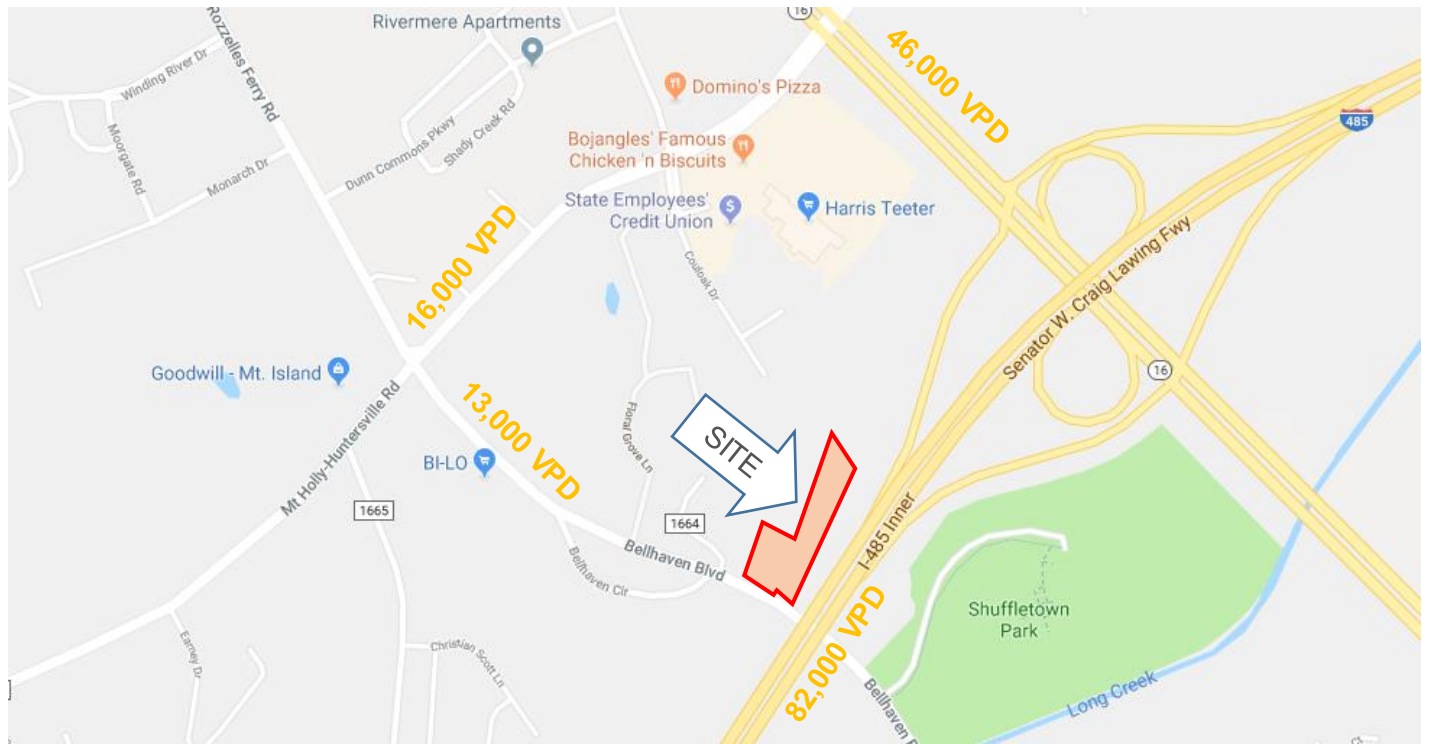 16
Rivermere Apartments
Rozzelles Ferry Rd
Winding River Dr
46,000 VPD
Domino's Pizza
485
Moorgate Rd
Shady Creek Rd
Dunn Commons Pkwy
Bojangles' Famous
Chicken 'n Biscuits
Monarch Dr
State Employees'
Credit Union
$
Harris Teeter
16,000 VPD
Couloak Dr
Senator W. Craig Lawing Fwy
Goodwill - Mt. Island
16
Mt Holly-Huntersville Rd
13,000 VPD
Floral Grove Ln
SITE
BI-LO
1665
1664
I-485 Inner
Bellhaven Blvd
Bellhaven Cir
Shuffletown
Park
82,000 VPD
Earney Dr
Christian Scott Ln
Long Creek
Bellhaven
Ct